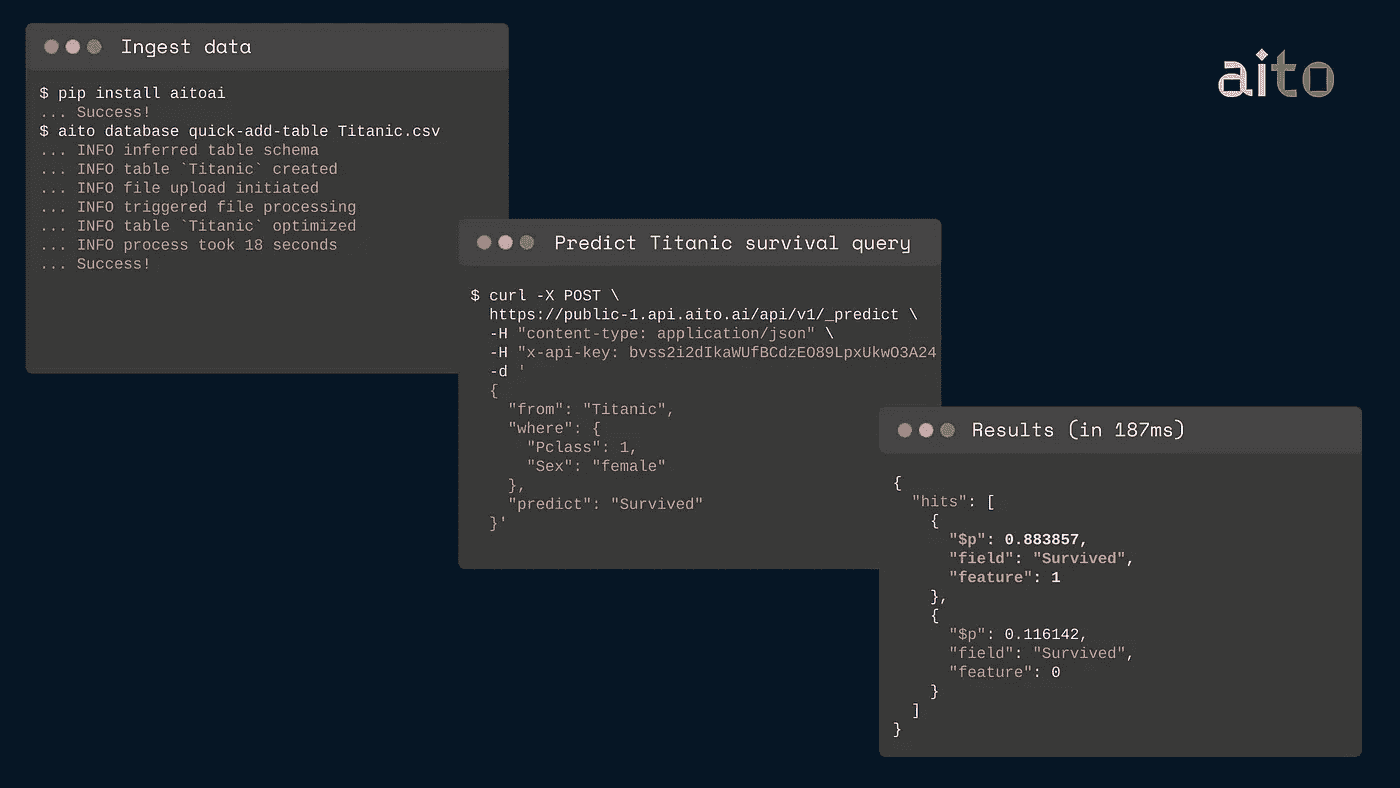 Ingest data
$ pip install aitoai
... Success!
$ aito database quick-add-table Titanic.csv
... INFO inferred table schema
... INFO table `Titanic` created
... INFO file upload initiated
... INFO triggered file processing
... INFO table `Titanic` optimized
... INFO process took 18 seconds
... Success!
aito
Predict Titanic survival query
$ curl -X POST \
https://public-1.api.aito.ai/api/v1/_predict \
-H "content-type: application/json" \
-H "x-api-key: bvss2i2dIkaWUfBCdzEO89LpxUkwO3A24
-d '
{
"from": "Titanic",
"where": {
"Pclass": 1,
"Sex": "female"
},
"predict": "Survived"
}'
Results (in 187ms)
{
"hits": [
{
"$p": 0.883857,
"field": "Survived",
"feature": 1
},
{
"$p": 0.116142,
"field": "Survived",
"feature": 0
}
]
}